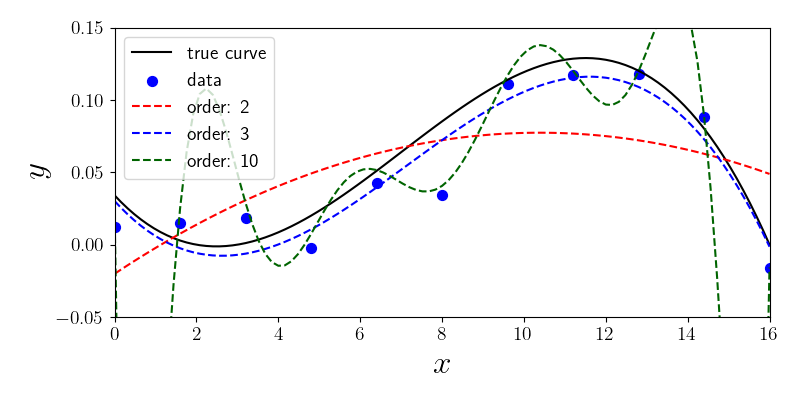 0.15
0.10
0.05
0.00
−0.05
y
true curve
data
order: 2
order: 3
order: 10
0 2 4 6 8 10 12 14 16
x